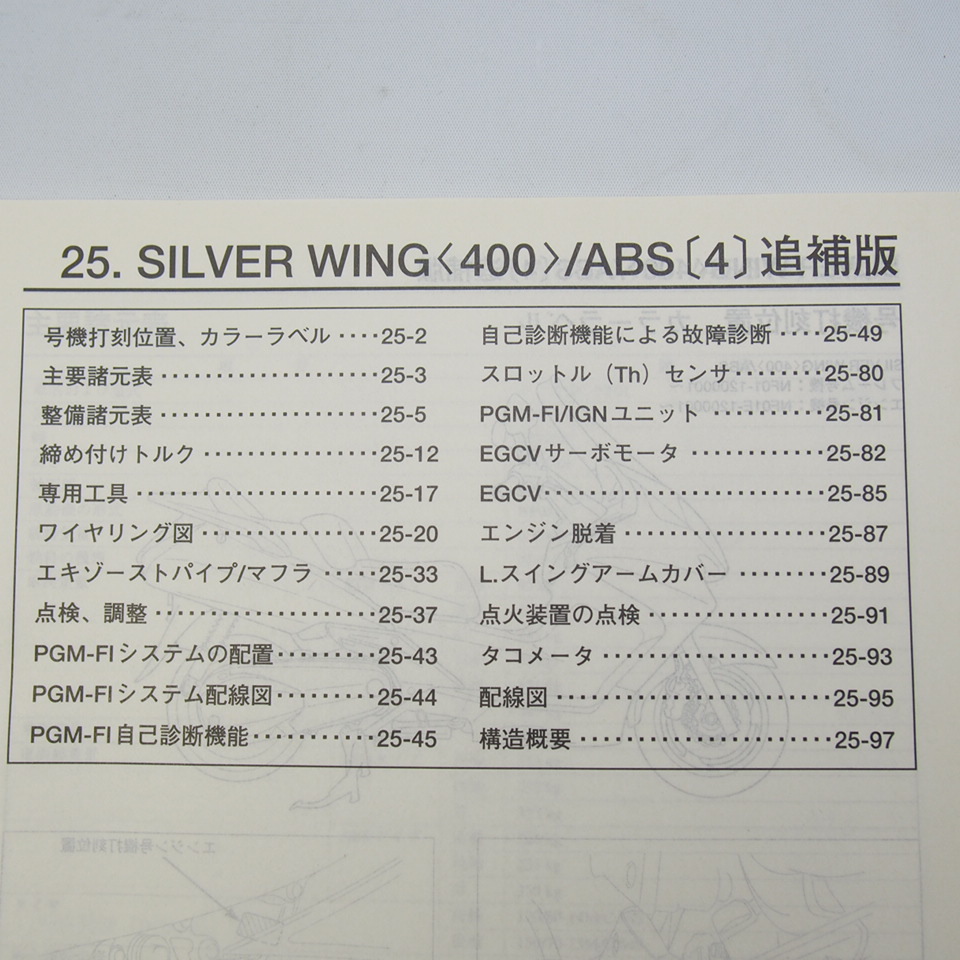 25. SILVER WING〈400〉/ABS〔4〕追補版
号機打刻位置、カラーラベル ････25-2
主要諸元表 ･･････････････････25-3
整備諸元表 ･･････････････････25-5
締め付けトルク ･･････････････25-12
専用工具 ･･･････････････････25-17
ワイヤリング図 ･･････････････25-20
エキゾーストパイプ/マフラ ･････25-33
点検、調整 ･･････････････････25-37
PGM-FIシステムの配置････････25-43
PGM-FIシステム配線図････････25-44
PGM-FI自己診断機能･･････････25-45
自己診断機能による故障診断 ････25-49
スロットル（Th）センサ･･･････25-80
PGM-FI/IGNユニット ･････････25-81
EGCVサーボモータ ･･･････････25-82
EGCV･･････････････････････25-85
エンジン脱着 ････････････････25-87
L.スイングアームカバー ････････25-89
点火装置の点検 ･･････････････25-91
タコメータ ･･････････････････25-93
配線図 ･････････････････････25-95
構造概要 ･･･････････････････25-97
エンジン号機打刻位置